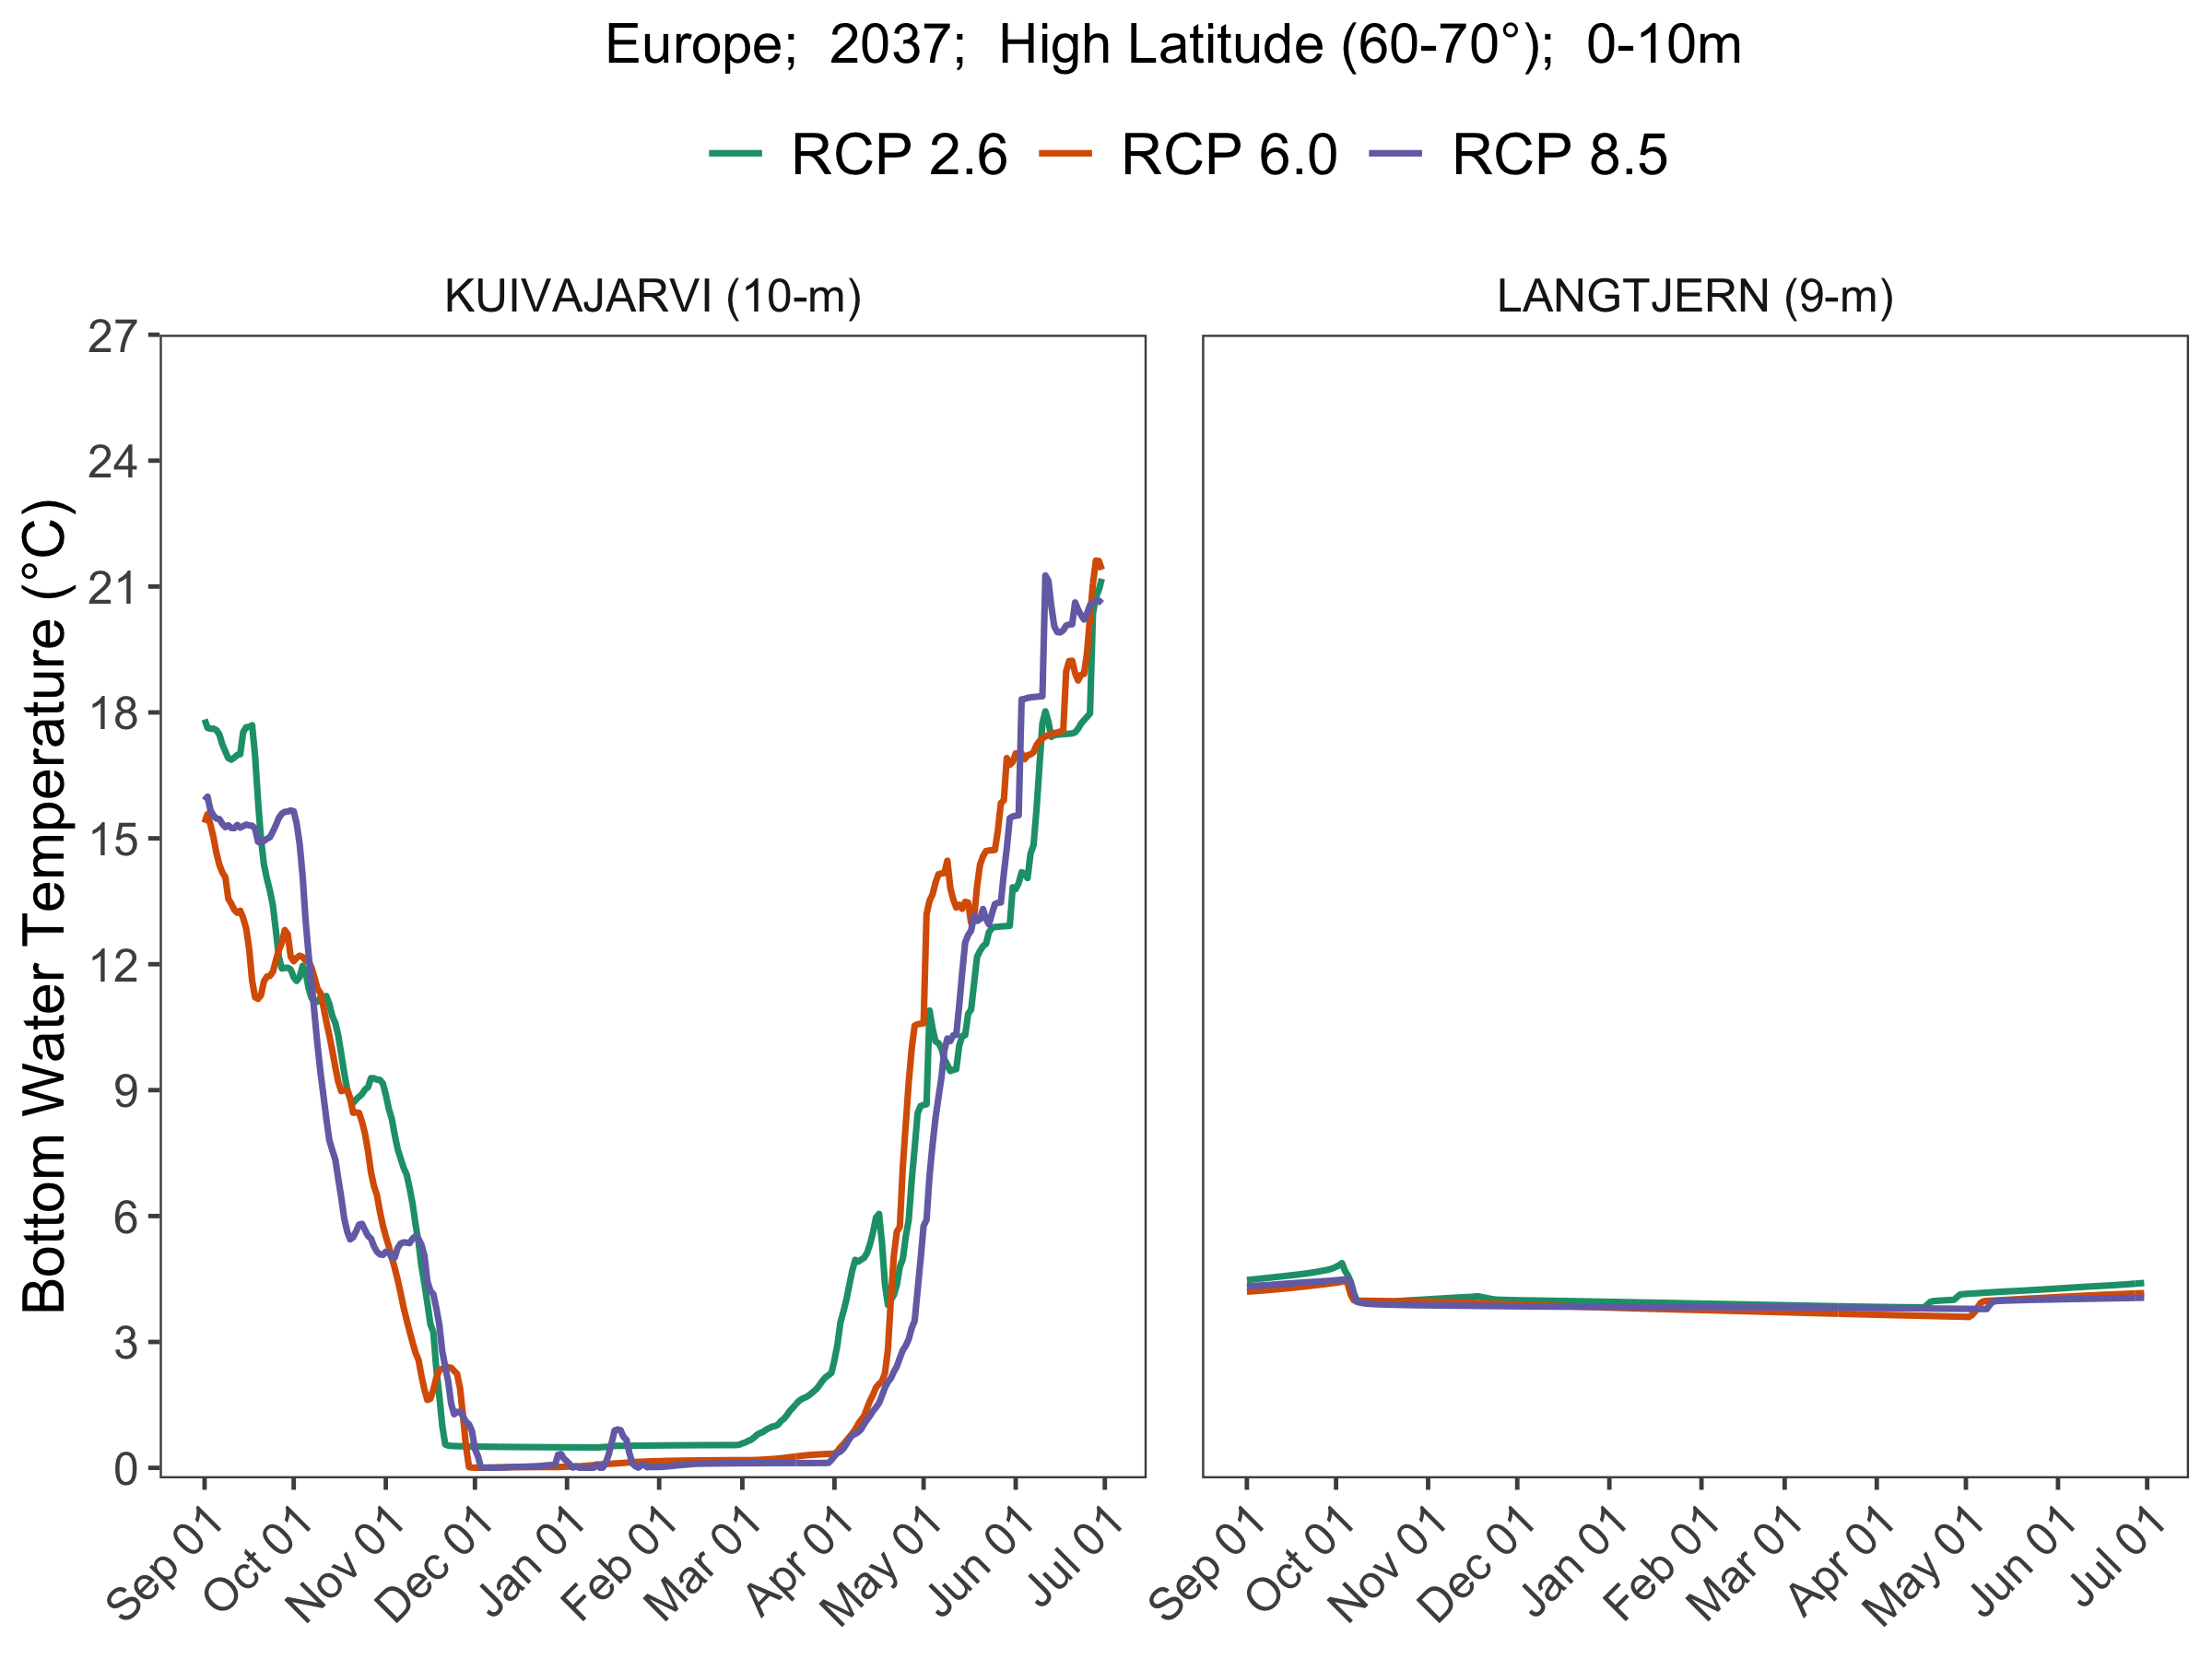 Europe;  2037;  High Latitude (60-70°);  0-10m
RCP 2.6 RCP 6.0 RCP 8.5
KUIVAJARVI (10-m) LANGTJERN (9-m)
Bottom Water Temperature (°C)
27
24
21
18
15
12
9
6
3
0
Sep 01 Oct 01 Nov 01 Dec 01 Jan 01 Feb 01 Mar 01 Apr 01 May 01 Jun 01 Jul 01 Sep 01 Oct 01 Nov 01 Dec 01 Jan 01 Feb 01 Mar 01 Apr 01 May 01 Jun 01 Jul 01